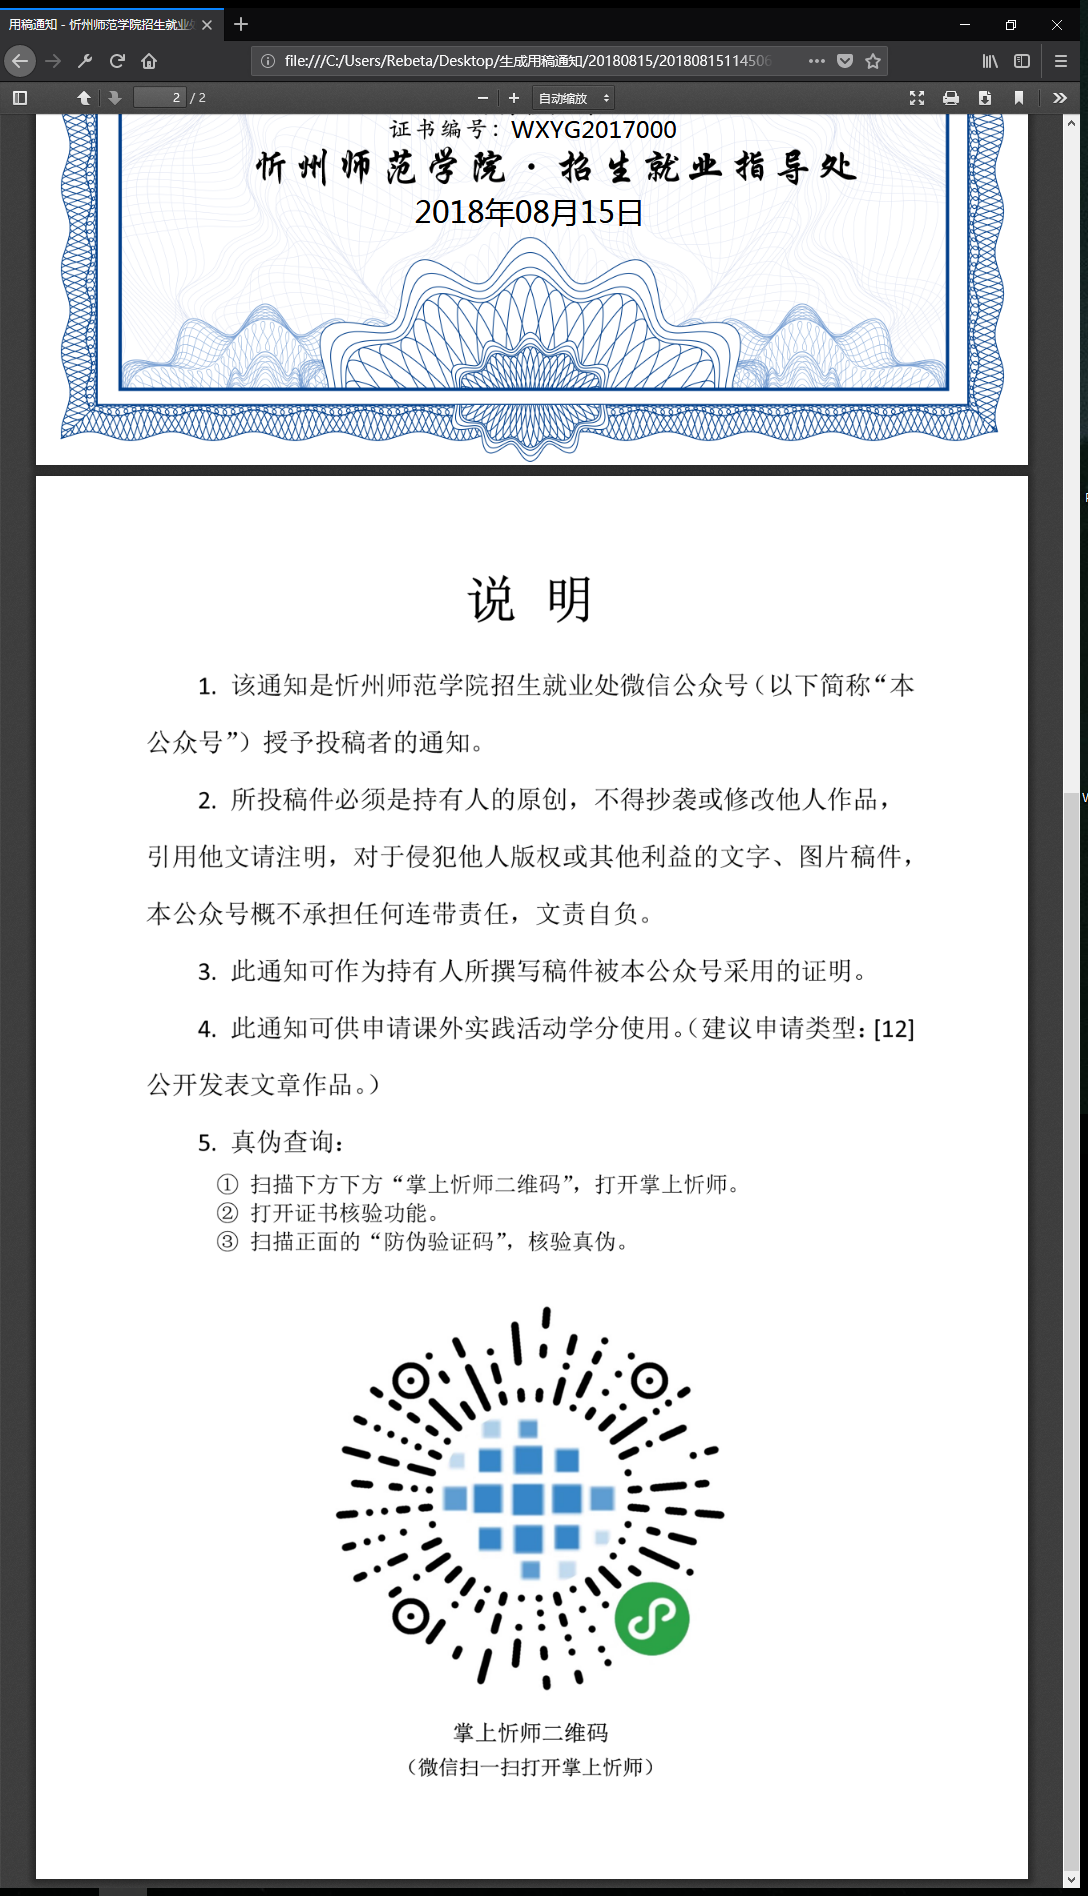 用稿通知 - 忻州师范学院招生就业
file:///C:/Users/Rebeta/Desktop/生成用稿通知/20180815/2018081511450
2 / 2
自动缩放
证书编号：WXYG2017000
忻州师范学院·招生就业指导处
2018年08月15日
说 明
1. 该通知是忻州师范学院招生就业处微信公众号（以下简称“本
公众号”）授予投稿者的通知。
2. 所投稿件必须是持有人的原创，不得抄袭或修改他人作品，
引用他文请注明，对于侵犯他人版权或其他利益的文字、图片稿件，
本公众号概不承担任何连带责任，文责自负。
3. 此通知可作为持有人所撰写稿件被本公众号采用的证明。
4. 此通知可供申请课外实践活动学分使用。（建议申请类型：[12]
公开发表文章作品。）
5. 真伪查询：
① 扫描下方下方“掌上忻师二维码”，打开掌上忻师。
② 打开证书核验功能。
③ 扫描正面的“防伪验证码”，核验真伪。
掌上忻师二维码
（微信扫一扫打开掌上忻师）